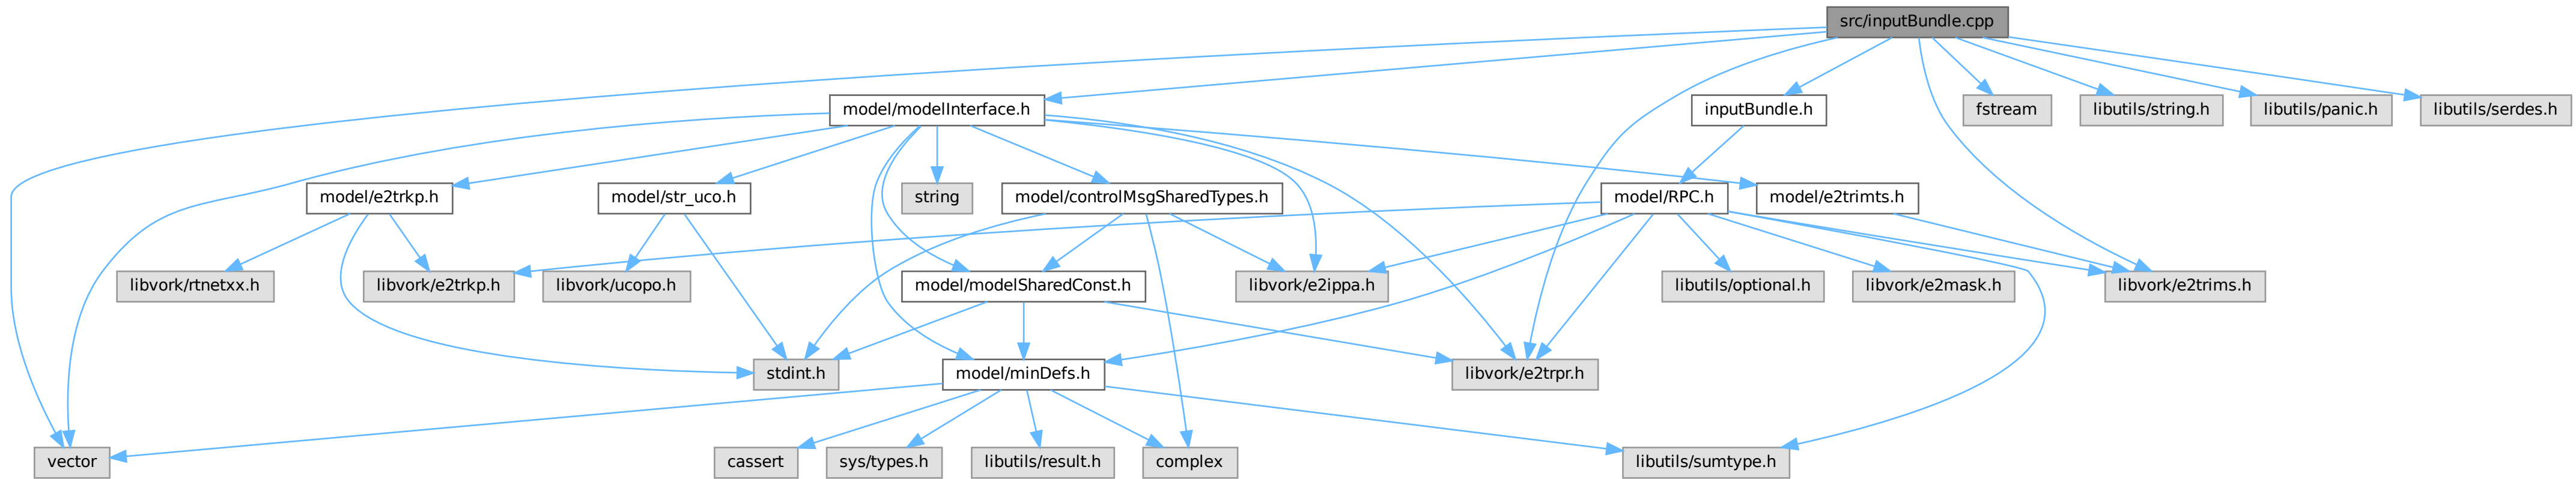 src/inputBundle.cpp
model/modelInterface.h
inputBundle.h
fstream
libutils/string.h
libutils/panic.h
libutils/serdes.h
model/e2trkp.h
model/str_uco.h
string
model/controlMsgSharedTypes.h
model/RPC.h
model/e2trimts.h
libvork/rtnetxx.h
libvork/e2trkp.h
libvork/ucopo.h
model/modelSharedConst.h
libvork/e2ippa.h
libutils/optional.h
libvork/e2mask.h
libvork/e2trims.h
stdint.h
model/minDefs.h
libvork/e2trpr.h
vector
cassert
sys/types.h
libutils/result.h
complex
libutils/sumtype.h